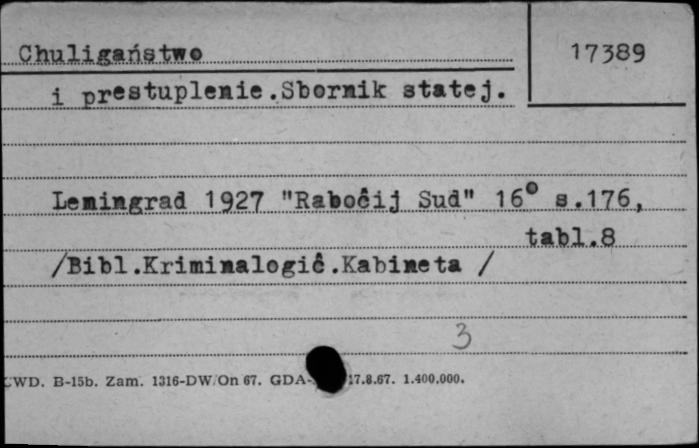 Chuligaństwo
17389
i prestuplenie.Sbornik statej.
Leningrad 1927 "Rabočij Sud" 16° s.176,
tabl.8
/Bibl.Kriminalogič.Kabineta /
3
LWD. B-15b. Zam. 1316-DW/On 67. GDA- 17.8.67. 1.400.000.